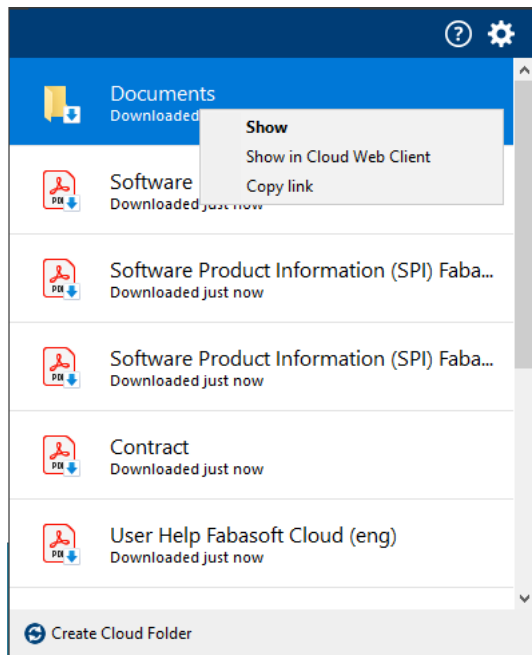 ?
Documents
Downloaded
Show
Show in Cloud Web Client
Copy link
Software
Downloaded just now
Software Product Information (SPI) Faba...
Downloaded just now
Software Product Information (SPI) Faba...
Downloaded just now
Contract
Downloaded just now
User Help Fabasoft Cloud (eng)
Downloaded just now
Create Cloud Folder